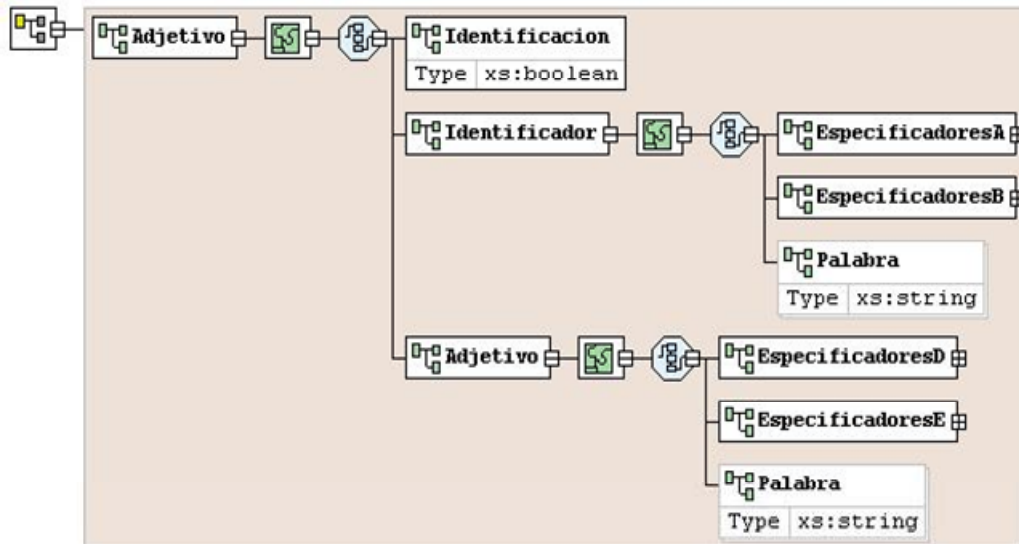 Adjetivo
Identificacion
Type xs:boolean
Identificador
EspecificadoresA
EspecificadoresB
Palabra
Type xs:string
Adjetivo
EspecificadoresD
EspecificadoresE
Palabra
Type xs:string